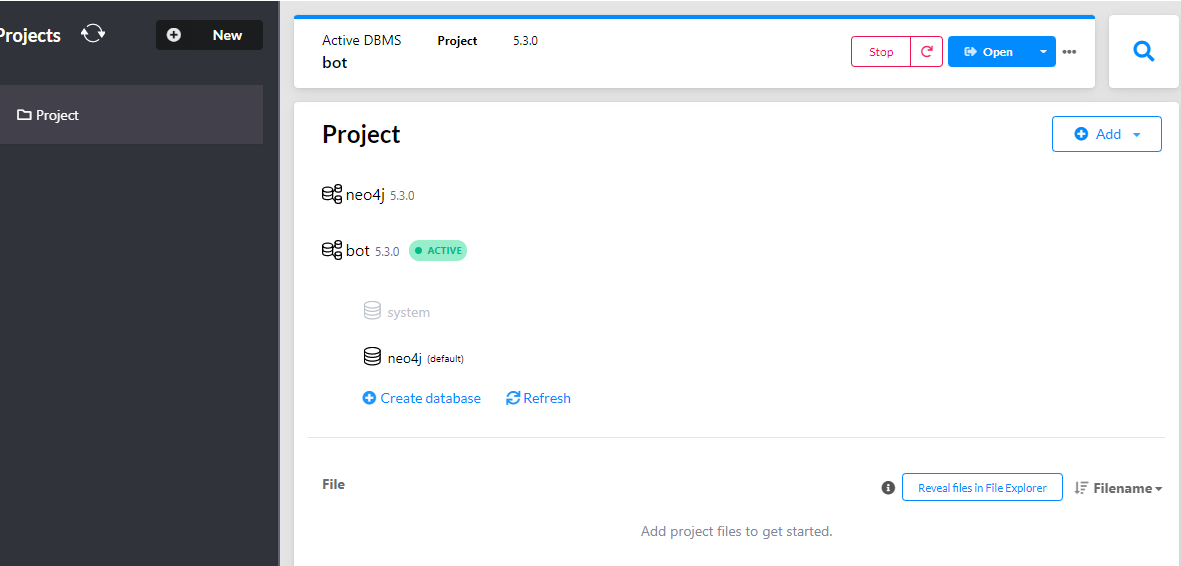 Projects
New
Project
Active DBMS Project 5.3.0
bot
Stop
Open
Project
Add
neo4j 5.3.0
bot 5.3.0 ACTIVE
system
neo4j (default)
Create database Refresh
File
Reveal files in File Explorer
Filename
Add project files to get started.